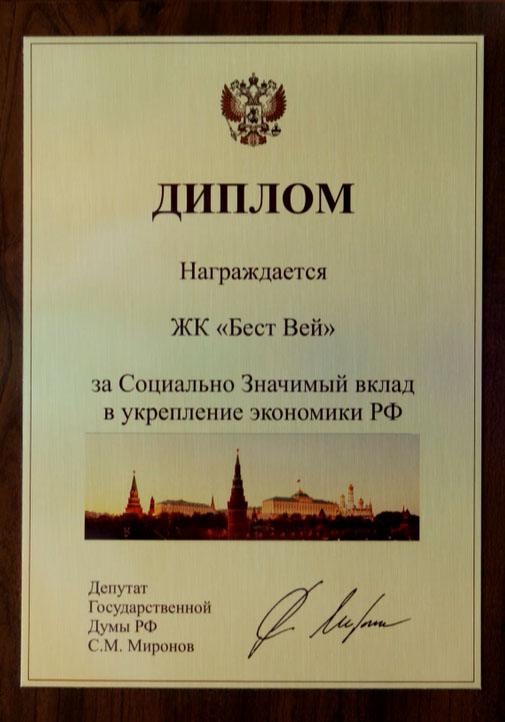 ДИПЛОМ
Награждается
ЖК «Бест Вей»
за Социально Значимый вклад
в укрепление экономики РФ
Депутат
Государственной
Думы РФ
С.М. Миронов